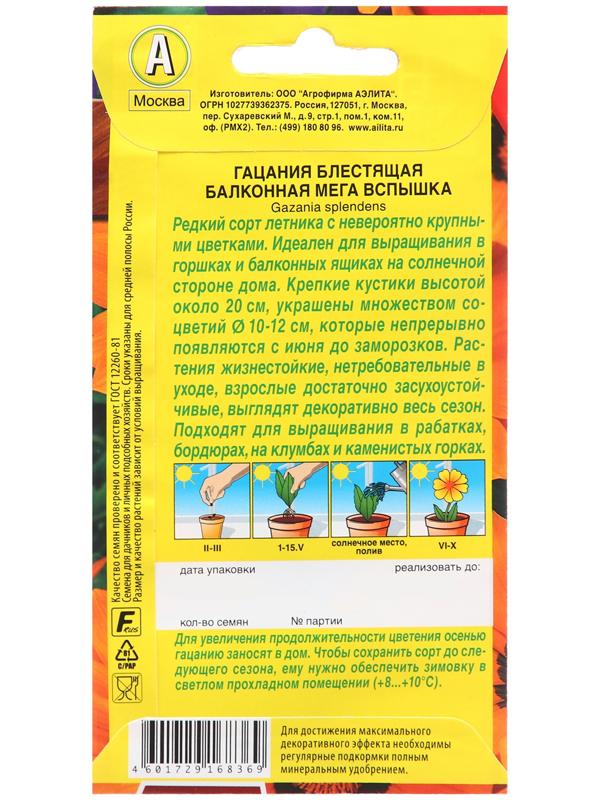 А
Москва
Изготовитель: ООО "Агрофирма АЭЛИТА".
ОГРН 1027739362375. Россия,127051, г. Москва,
пер. Сухаревский М., д.9, стр.1, пом.1, ком.11,
оф. (РМХ2). Тел.: (499) 180 80 96. www.ailita.ru
ГАЦАНИЯ БЛЕСТЯЩАЯ
БАЛКОННАЯ МЕГА ВСПЫШКА
Gazania splendens
Редкий сорт летника с невероятно крупны-
ми цветками. Идеален для выращивания в
горшках и балконных ящиках на солнечной
стороне дома. Крепкие кустики высотой
около 20 см, украшены множеством со-
цветий Ø 10-12 см, которые непрерывно
появляются с июня до заморозков. Рас-
тения жизнестойкие, нетребовательные в
уходе, взрослые достаточно засухоустой-
чивые, выглядят декоративно весь сезон.
Подходят для выращивания в рабатках,
бордюрах, на клумбах и каменистых горках.
II-III
1-15.V
солнечное место,
полив
VI-X
дата упаковки
реализовать до:
кол-во семян
№ партии
Для увеличения продолжительности цветения осенью
гацанию заносят в дом. Чтобы сохранить сорт до сле-
дующего сезона, ему нужно обеспечить зимовку в
светлом прохладном помещении (+8...+10°С).
Для достижения максимального
декоративного эффекта необходимы
регулярные подкормки полным
минеральным удобрением.
4 601729 168369
Качество семян проверено и соответствует ГОСТ 12260-81
Семена для дачников и личных подсобных хозяйств. Сроки указаны для средней полосы России.
Размер и качество растений зависит от условий выращивания.
F RUS
81
C/PAP